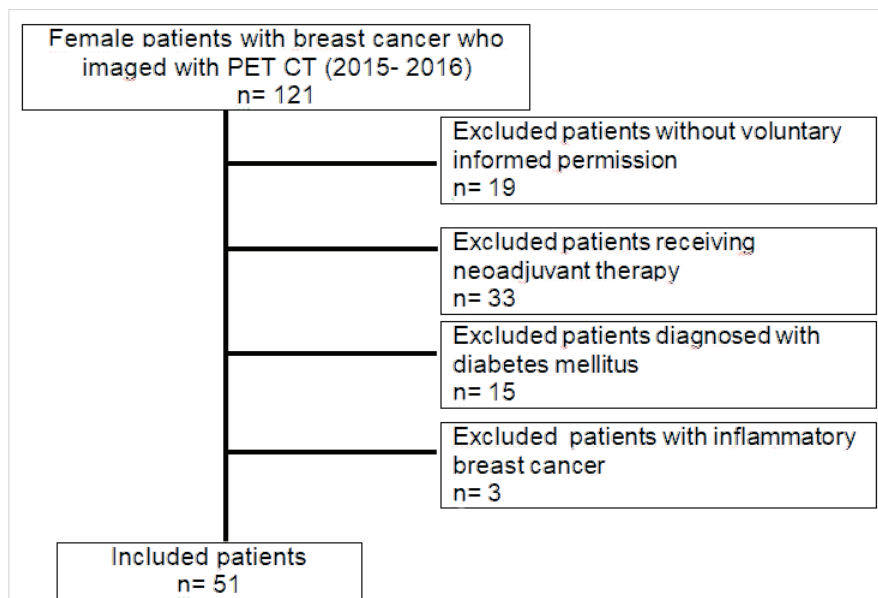 Female patients with breast cancer who
imaged with PET CT (2015- 2016)
n= 121
Excluded patients without voluntary
informed permission
n= 19
Excluded patients receiving
neoadjuvant therapy
n= 33
Excluded patients diagnosed with
diabetes mellitus
n= 15
Excluded patients with inflammatory
breast cancer
n= 3
Included patients
n= 51